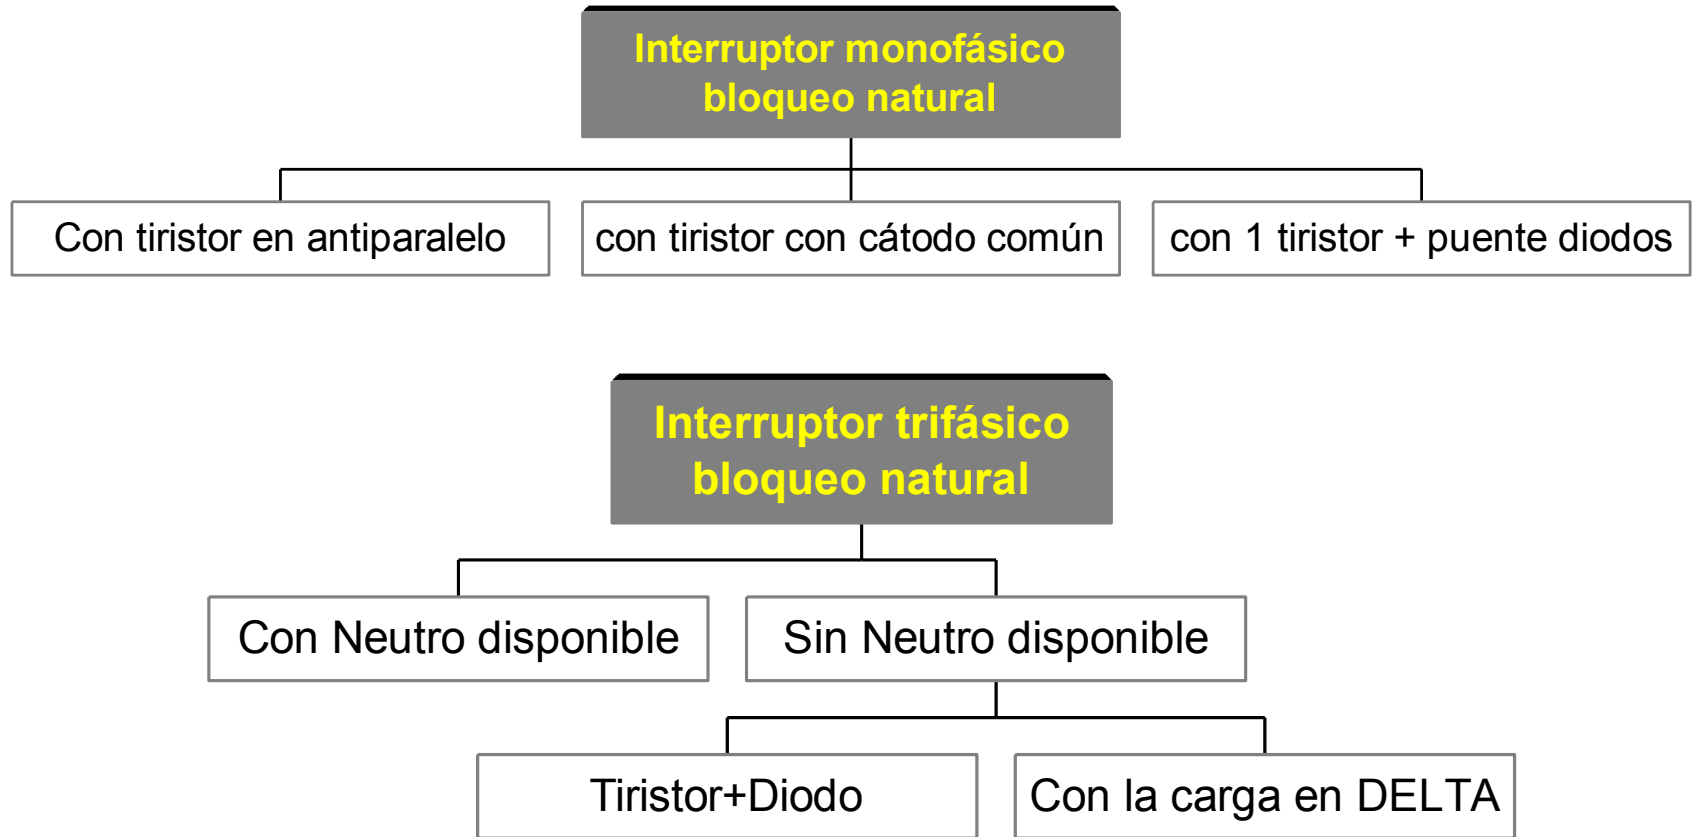 Interruptor monofásico
bloqueo natural
Con tiristor en antiparalelo
con tiristor con cátodo común
con 1 tiristor + puente diodos
Interruptor trifásico
bloqueo natural
Con Neutro disponible
Sin Neutro disponible
Tiristor+Diodo
Con la carga en DELTA